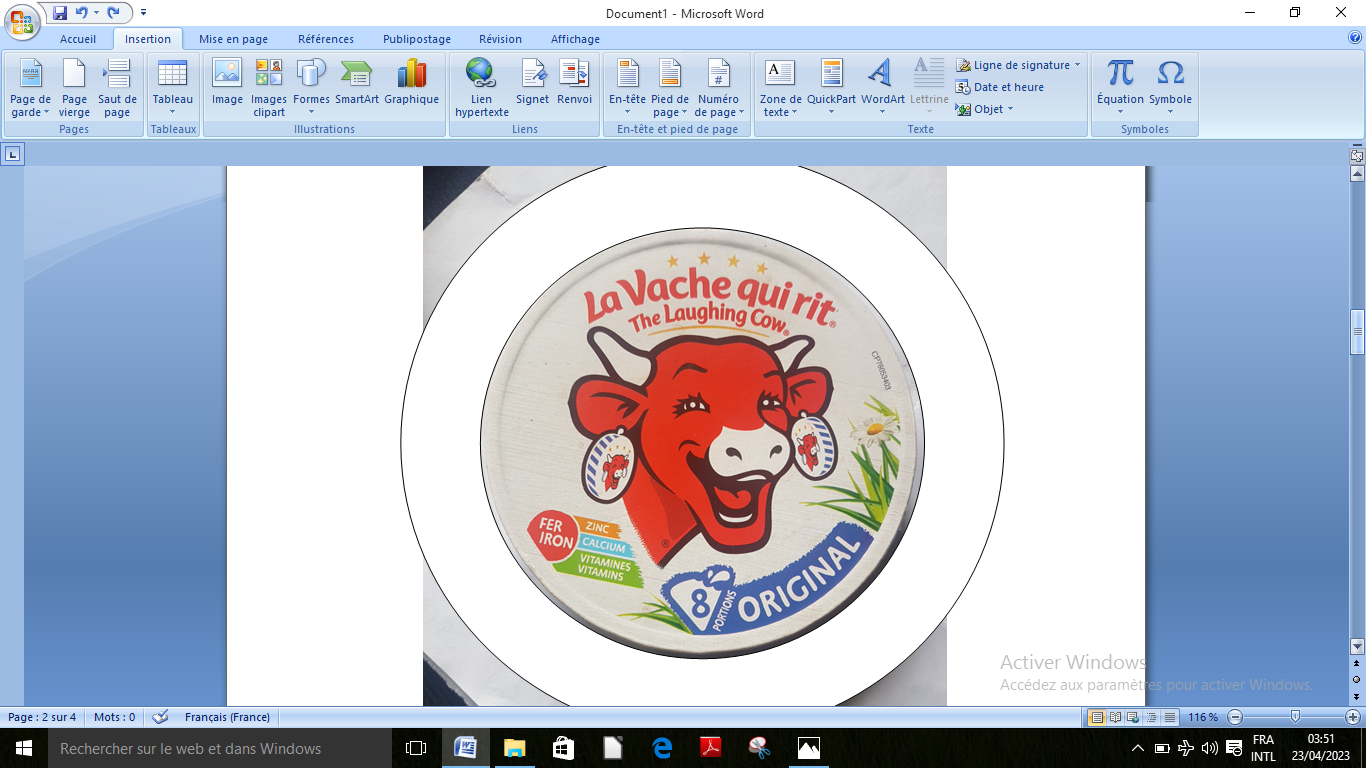 Document1 - Microsoft Word
Accueil Insertion Mise en page Références Publipostage Révision Affichage
Page de garde
Page vierge
Saut de page
Pages
Tableau
Tableaux
Image
Images clipart
Formes
SmartArt
Graphique
Illustrations
Lien hypertexte
Signet
Renvoi
Liens
En-tête
Pied de page
Numéro de page
En-tête et pied de page
Zone de texte
QuickPart
WordArt
Lettrine
Ligne de signature
Date et heure
Objet
Texte
Équation
Symbole
Symboles
La Vache qui rit®
The Laughing Cow®
CP78053403
FER
IRON
ZINC
CALCIUM
VITAMINES
VITAMINS
®
8
PORTIONS
ORIGINAL
Activer Windows
Accédez aux paramètres pour activer Windows.
Page : 2 sur 4 Mots : 0 Français (France) 116 %
Rechercher sur le web et dans Windows
FRA
INTL
03:51
23/04/2023